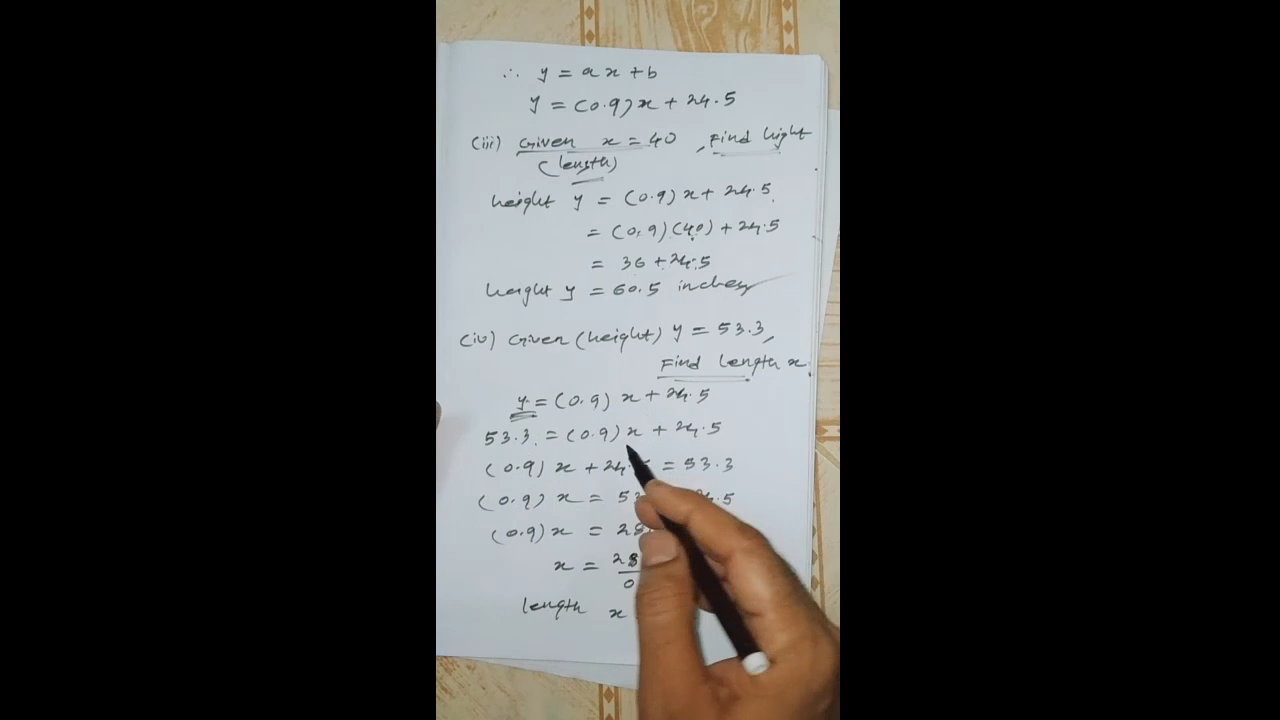 ∴ y = ax + b
y = (0.9)x + 24.5
(iii) Given x = 40, Find hight
(length)
height y = (0.9) x + 24.5
= (0.9)(40) + 24.5
= 36 + 24.5
height y = 60.5 inches
(iv) Given (height) y = 53.3,
Find length x.
y = (0.9) x + 24.5
53.3 = (0.9)x + 24.5
(0.9) x + 24.5 = 53.3
(0.9) x = 53
(0.9)x = 28
x = 28
length x